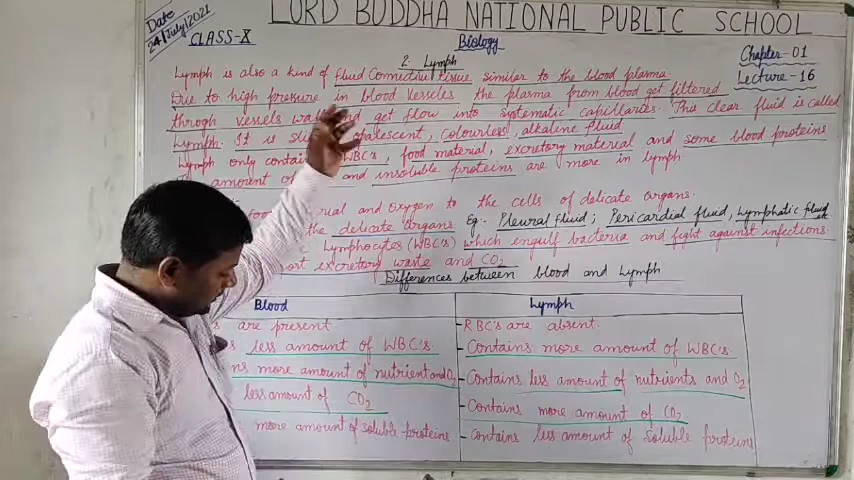 LORD BUDDHA NATIONAL PUBLIC SCHOOL
Date
24/July/2021
CLASS-X
Biology
Chapter-01
2. Lymph
Lecture-16
Lymph is also a kind of fluid Connective tissue similar to the blood plasma
Due to high pressure in blood Vesseles the plasma from blood get filtered
throgh vessels and get flow into systematic capillaries. This clear fluid is called
Lymph. It is opalescent, colourless, alkaline fluid
Lymph only WBC's, food material, excretory material and some blood proteins
amount of and insoluble proteins are more in lymph
and Oxygen to the cells of delicate organs.
the delicate organs Eg:- Pleural fluid; Pericardial fluid, Lymphatic fluid etc
Lymphocytes (WBC's) which engulf bacteria and fight against infections.
excretory waste and CO2
Differences between blood and Lymph
Blood
Lymph
are present
- RBC's are absent.
less amount of WBC's.
- Contains more amount of WBC's.
more amount of nutrient and O2
- Contains less amount of nutrients and O2
less amount of CO2
- Contains more amount of CO2
more amount of soluble proteins
- Contains less amount of soluble proteins